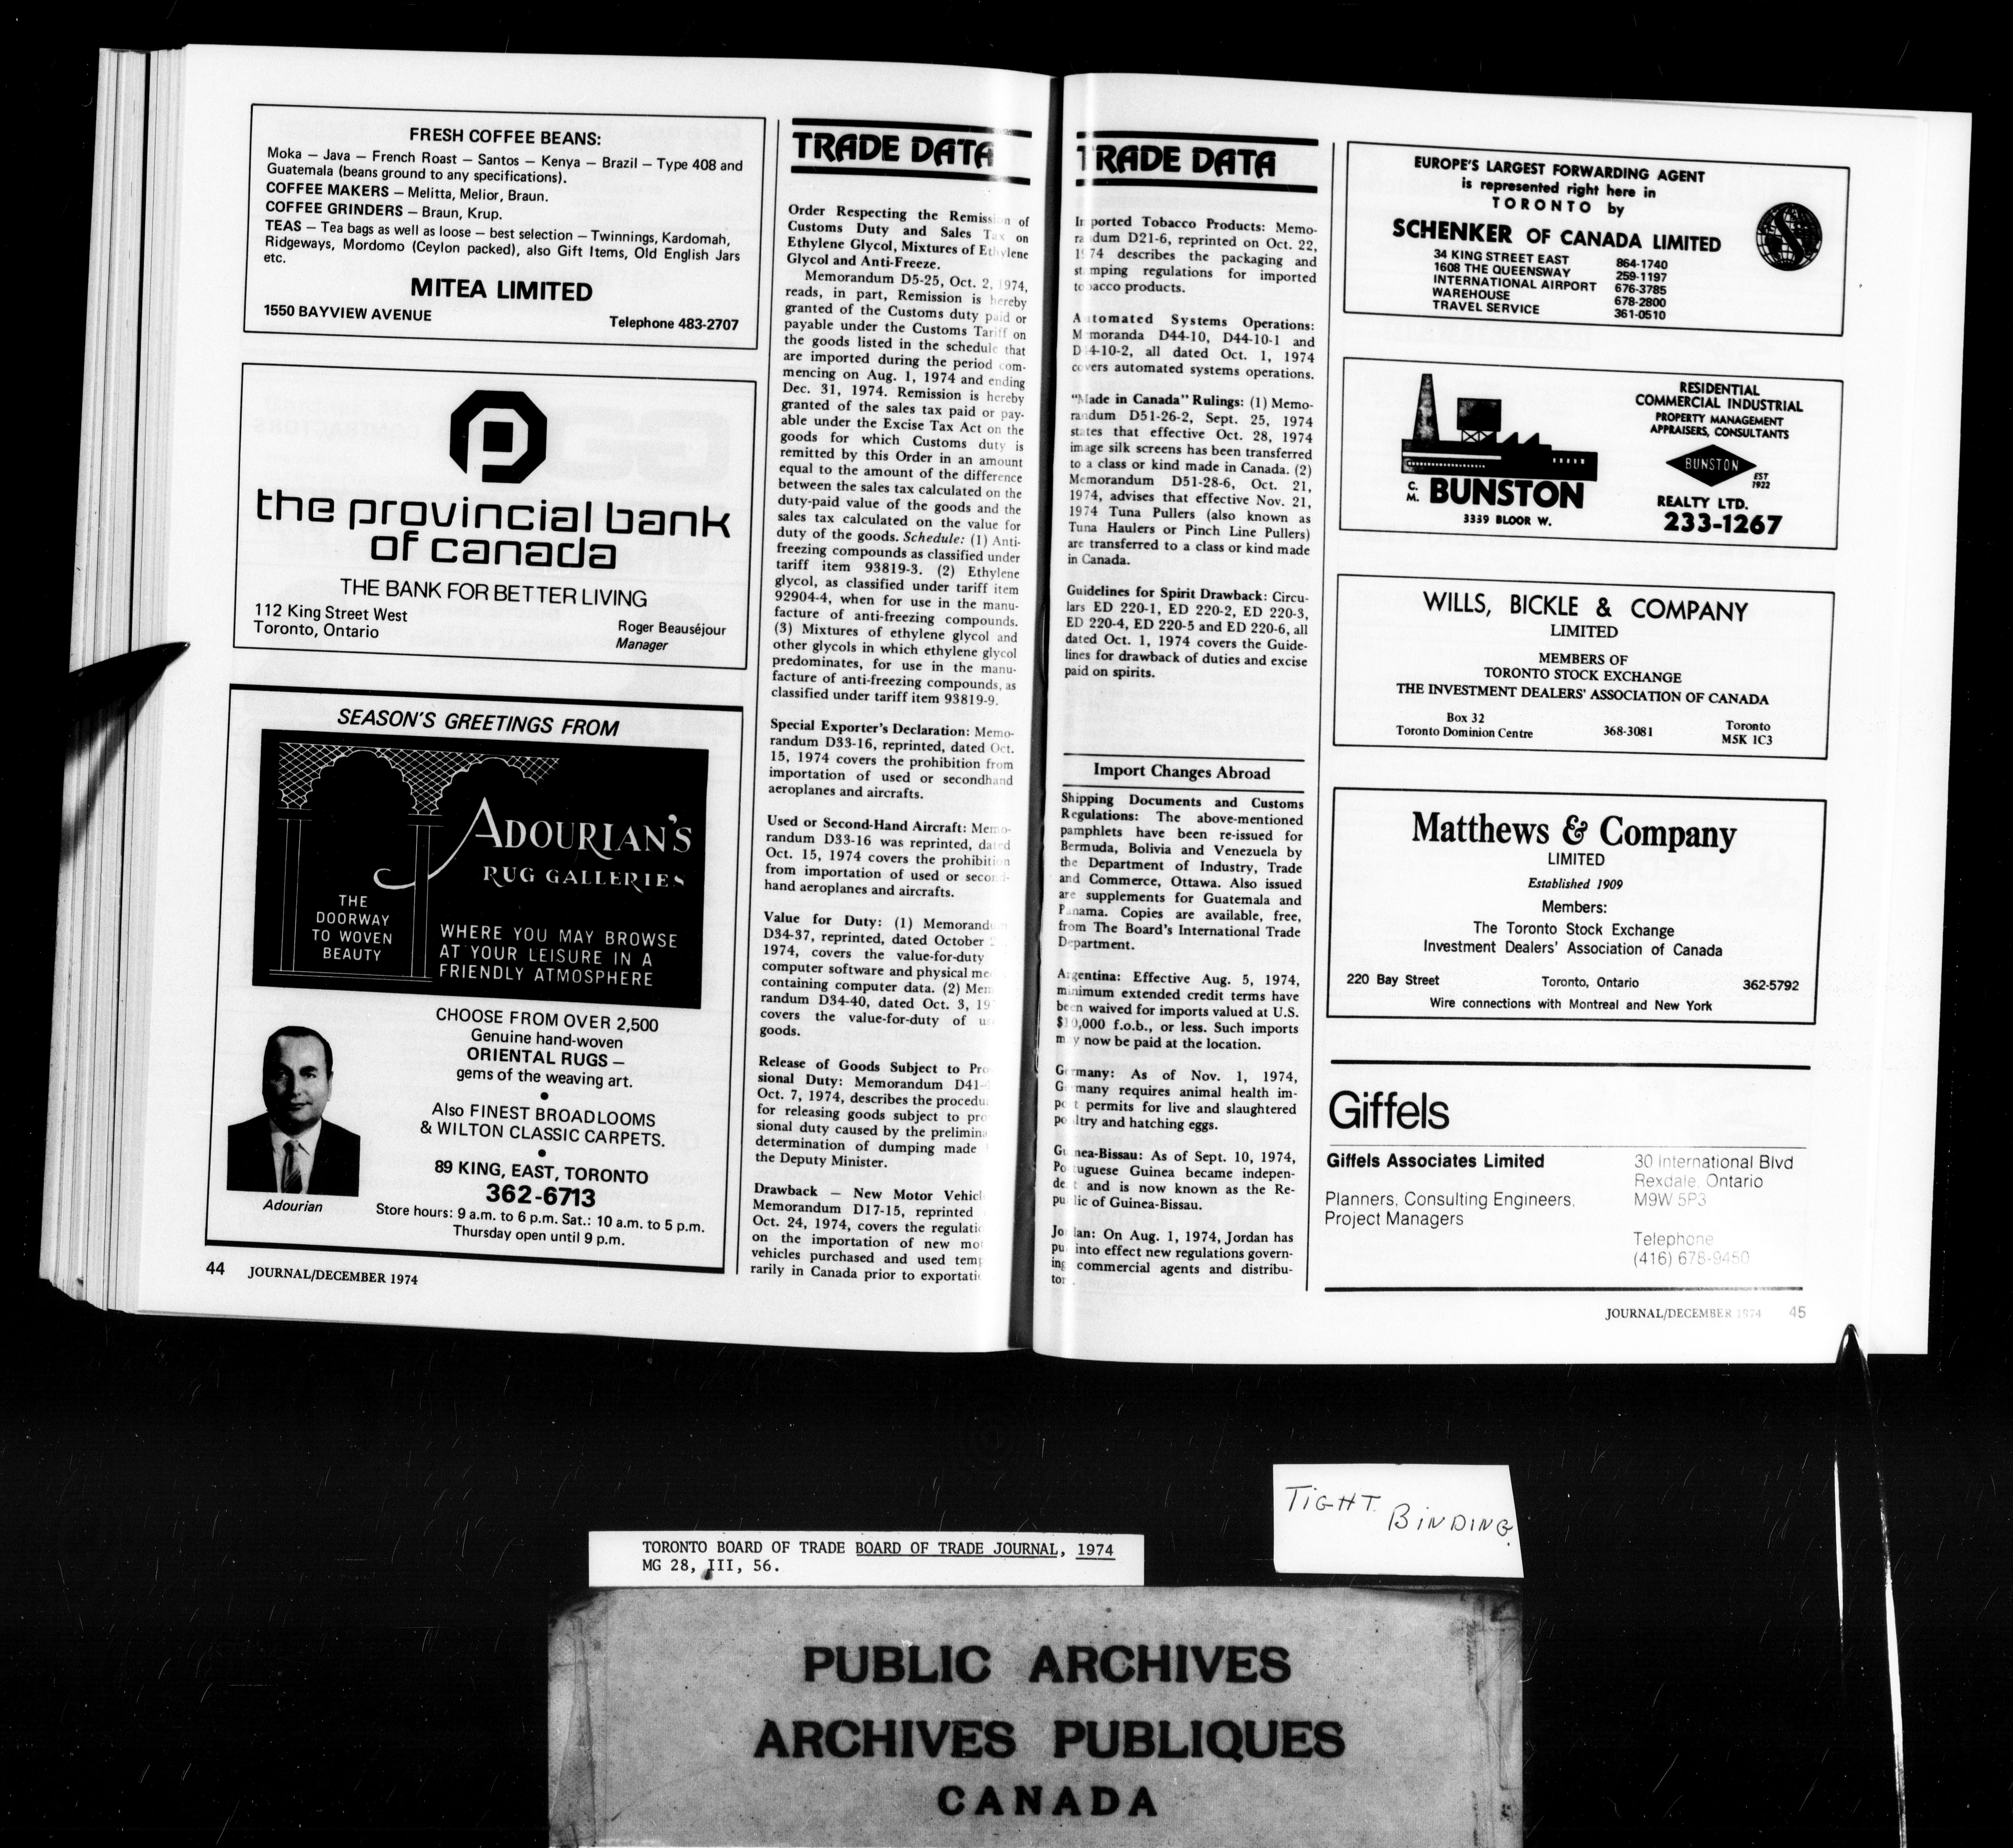 FRESH COFFEE BEANS:
Moka — Java — French Roast — Santos — Kenya — Brazil — Type 408 and
Guatemala (beans ground to any specifications).
COFFEE MAKERS — Melitta, Melior, Braun.
COFFEE GRINDERS — Braun, Krup.
TEAS — Tea bags as well as loose — best selection — Twinnings, Kardomah,
Ridgeways, Mordomo (Ceylon packed), also Gift Items, Old English Jars
etc.
MITEA LIMITED
1550 BAYVIEW AVENUE Telephone 483-2707
the provincial bank
of canada
THE BANK FOR BETTER LIVING
112 King Street West
Toronto, Ontario
Roger Beauséjour
Manager
SEASON'S GREETINGS FROM
ADOURIAN'S
RUG GALLERIES
THE
DOORWAY
TO WOVEN
BEAUTY
WHERE YOU MAY BROWSE
AT YOUR LEISURE IN A
FRIENDLY ATMOSPHERE
CHOOSE FROM OVER 2,500
Genuine hand-woven
ORIENTAL RUGS —
gems of the weaving art.
•
Also FINEST BROADLOOMS
& WILTON CLASSIC CARPETS.
•
89 KING, EAST, TORONTO
362-6713
Adourian
Store hours: 9 a.m. to 6 p.m. Sat.: 10 a.m. to 5 p.m.
Thursday open until 9 p.m.
44 JOURNAL/DECEMBER 1974
TRADE DATA
Order Respecting the Remission of
Customs Duty and Sales Tax on
Ethylene Glycol, Mixtures of Ethylene
Glycol and Anti-Freeze.
Memorandum D5-25, Oct. 2, 1974,
reads, in part, Remission is hereby
granted of the Customs duty paid or
payable under the Customs Tariff on
the goods listed in the schedule that
are imported during the period com-
mencing on Aug. 1, 1974 and ending
Dec. 31, 1974. Remission is hereby
granted of the sales tax paid or pay-
able under the Excise Tax Act on the
goods for which Customs duty is
remitted by this Order in an amount
equal to the amount of the difference
between the sales tax calculated on the
duty-paid value of the goods and the
sales tax calculated on the value for
duty of the goods. Schedule: (1) Anti-
freezing compounds as classified under
tariff item 93819-3. (2) Ethylene
glycol, as classified under tariff item
92904-4, when for use in the manu-
facture of anti-freezing compounds.
(3) Mixtures of ethylene glycol and
other glycols in which ethylene glycol
predominates, for use in the manu-
facture of anti-freezing compounds, as
classified under tariff item 93819-9.
Special Exporter's Declaration: Memo-
randum D33-16, reprinted, dated Oct.
15, 1974 covers the prohibition from
importation of used or secondhand
aeroplanes and aircrafts.
Used or Second-Hand Aircraft: Memo-
randum D33-16 was reprinted, dated
Oct. 15, 1974 covers the prohibition
from importation of used or second-
hand aeroplanes and aircrafts.
Value for Duty: (1) Memorandum
D34-37, reprinted, dated October
1974, covers the value-for-duty
computer software and physical me
containing computer data. (2) Mem
randum D34-40, dated Oct. 3, 19
covers the value-for-duty of us
goods.
Release of Goods Subject to Pro
sional Duty: Memorandum D41-
Oct. 7, 1974, describes the procedu
for releasing goods subject to pro
sional duty caused by the prelimina
determination of dumping made
the Deputy Minister.
Drawback — New Motor Vehicl
Memorandum D17-15, reprinted
Oct. 24, 1974, covers the regulatio
on the importation of new mo
vehicles purchased and used temp
rarily in Canada prior to exportatio
TRADE DATA
Imported Tobacco Products: Memo-
randum D21-6, reprinted on Oct. 22,
1974 describes the packaging and
stamping regulations for imported
tobacco products.
Automated Systems Operations:
Memoranda D44-10, D44-10-1 and
D44-10-2, all dated Oct. 1, 1974
covers automated systems operations.
"Made in Canada" Rulings: (1) Memo-
randum D51-26-2, Sept. 25, 1974
states that effective Oct. 28, 1974
image silk screens has been transferred
to a class or kind made in Canada. (2)
Memorandum D51-28-6, Oct. 21,
1974, advises that effective Nov. 21,
1974 Tuna Pullers (also known as
Tuna Haulers or Pinch Line Pullers)
are transferred to a class or kind made
in Canada.
Guidelines for Spirit Drawback: Circu-
lars ED 220-1, ED 220-2, ED 220-3,
ED 220-4, ED 220-5 and ED 220-6, all
dated Oct. 1, 1974 covers the Guide-
lines for drawback of duties and excise
paid on spirits.
Import Changes Abroad
Shipping Documents and Customs
Regulations: The above-mentioned
pamphlets have been re-issued for
Bermuda, Bolivia and Venezuela by
the Department of Industry, Trade
and Commerce, Ottawa. Also issued
are supplements for Guatemala and
Panama. Copies are available, free,
from The Board's International Trade
Department.
Argentina: Effective Aug. 5, 1974,
minimum extended credit terms have
been waived for imports valued at U.S.
$10,000 f.o.b., or less. Such imports
may now be paid at the location.
Germany: As of Nov. 1, 1974,
Germany requires animal health im-
port permits for live and slaughtered
poultry and hatching eggs.
Guinea-Bissau: As of Sept. 10, 1974,
Portuguese Guinea became indepen-
dent and is now known as the Re-
public of Guinea-Bissau.
Jordan: On Aug. 1, 1974, Jordan has
put into effect new regulations govern-
ing commercial agents and distribu-
tors.
EUROPE'S LARGEST FORWARDING AGENT
is represented right here in
TORONTO by
SCHENKER OF CANADA LIMITED
34 KING STREET EAST 864-1740
1608 THE QUEENSWAY 259-1197
INTERNATIONAL AIRPORT 676-3785
WAREHOUSE 678-2800
TRAVEL SERVICE 361-0510
RESIDENTIAL
COMMERCIAL INDUSTRIAL
PROPERTY MANAGEMENT
APPRAISERS, CONSULTANTS
BUNSTON
EST
1922
C.
M. BUNSTON
3339 BLOOR W.
REALTY LTD.
233-1267
WILLS, BICKLE & COMPANY
LIMITED
MEMBERS OF
TORONTO STOCK EXCHANGE
THE INVESTMENT DEALERS' ASSOCIATION OF CANADA
Box 32
Toronto Dominion Centre
368-3081
Toronto
M5K 1C3
Matthews & Company
LIMITED
Established 1909
Members:
The Toronto Stock Exchange
Investment Dealers' Association of Canada
220 Bay Street Toronto, Ontario 362-5792
Wire connections with Montreal and New York
Giffels
Giffels Associates Limited
Planners, Consulting Engineers,
Project Managers
30 International Blvd
Rexdale, Ontario
M9W 5P3
Telephone
(416) 678-9450
JOURNAL/DECEMBER 1974 45
TIGHT
BINDING
TORONTO BOARD OF TRADE BOARD OF TRADE JOURNAL, 1974
MG 28, III, 56.
PUBLIC ARCHIVES
ARCHIVES PUBLIQUES
CANADA